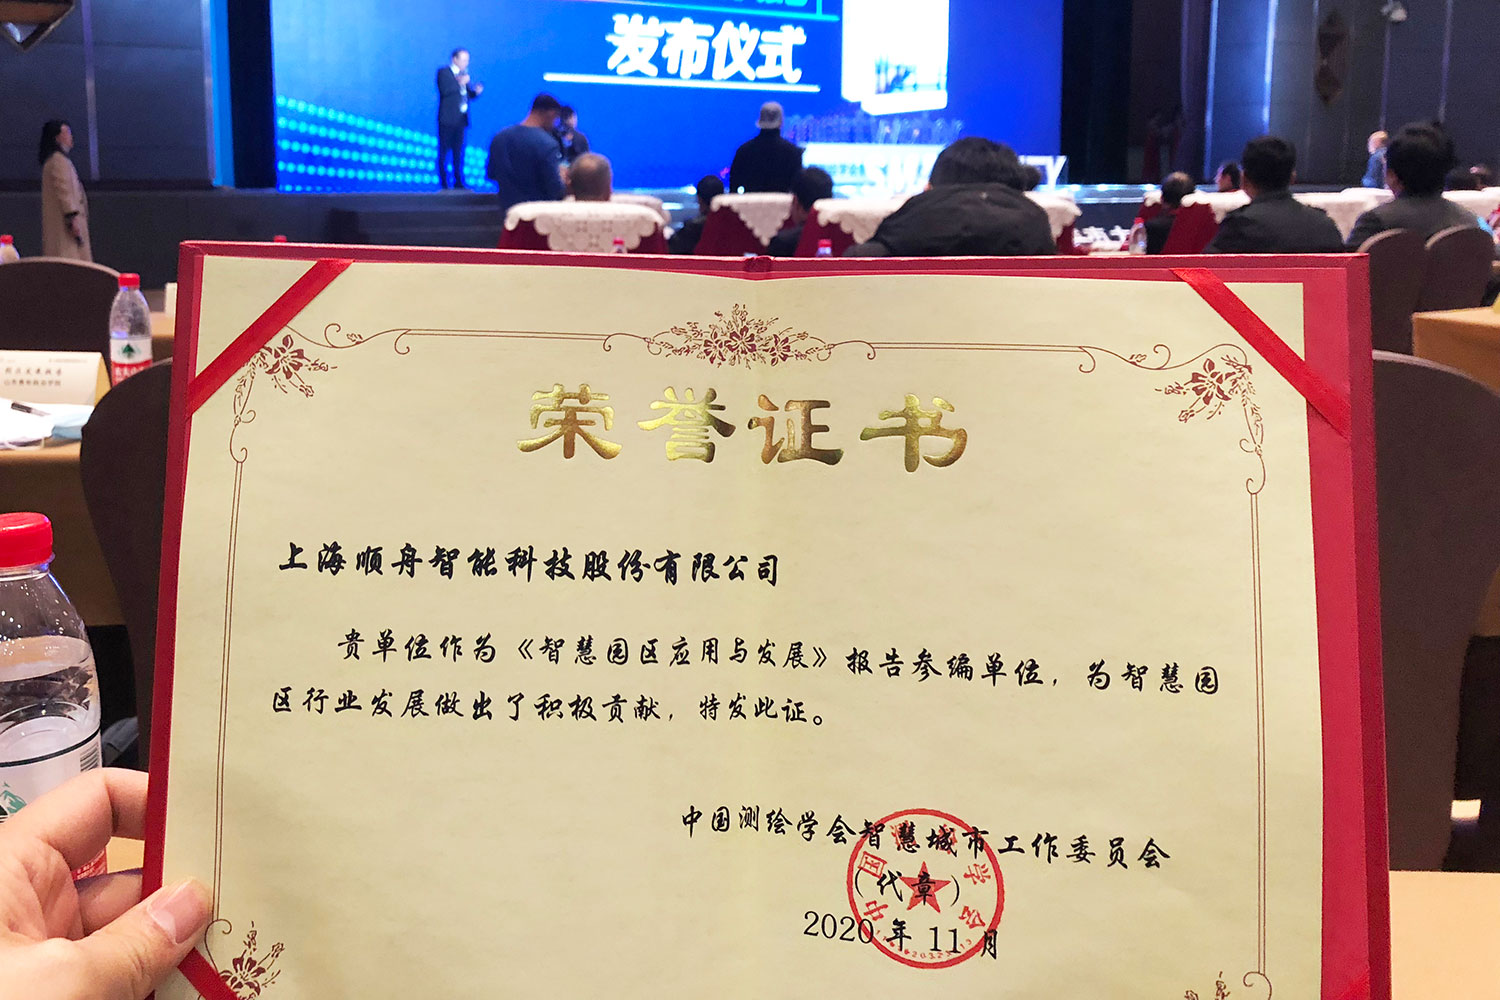 发布仪式
荣誉证书
上海顺舟智能科技股份有限公司
贵单位作为《智慧园区应用与发展》报告参编单位，为智慧园
区行业发展做出了积极贡献，特发此证。
中国测绘学会智慧城市工作委员会
（代章）
2020年11月